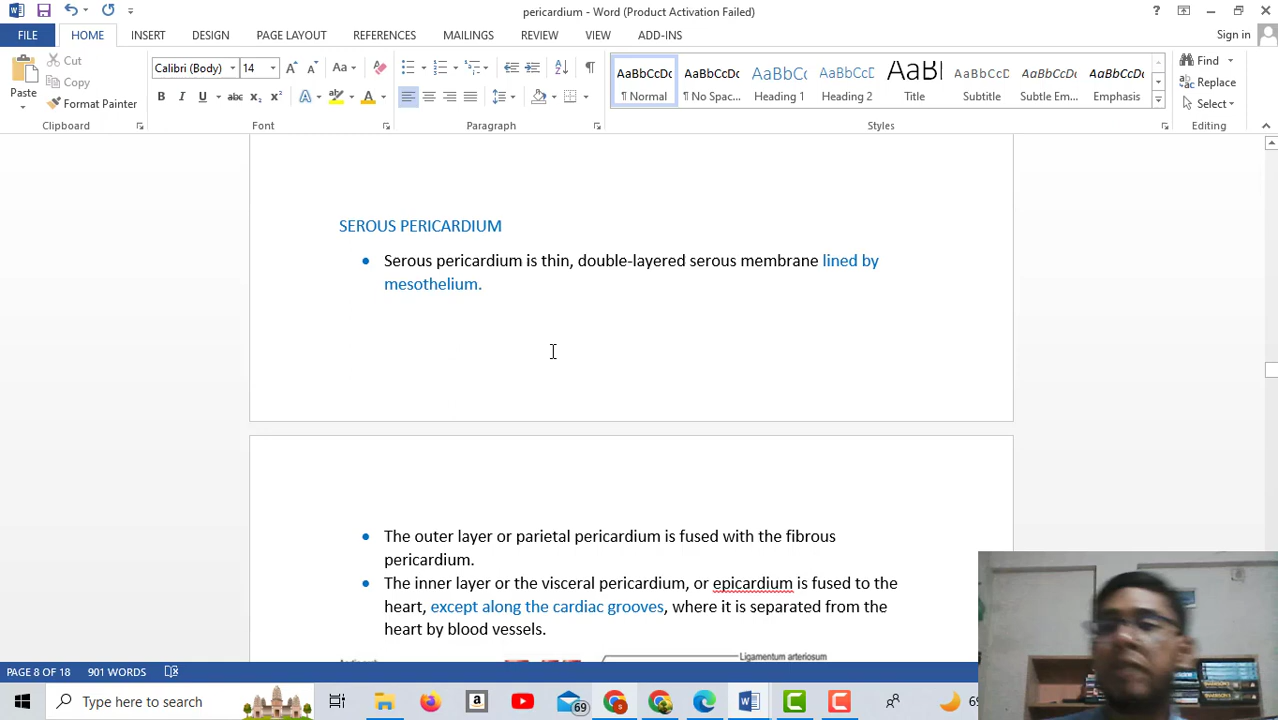 pericardium - Word (Product Activation Failed)
FILE HOME INSERT DESIGN PAGE LAYOUT REFERENCES MAILINGS REVIEW VIEW ADD-INS Sign in
Cut
Copy
Format Painter
Paste
Clipboard
Calibri (Body) 14
Font
Paragraph
AaBbCcDc AaBbCcDc AaBbC AaBbCcD AaBl AaBbCcD AaBbCcDc AaBbCcDc
¶ Normal ¶ No Spac... Heading 1 Heading 2 Title Subtitle Subtle Em... Emphasis
Styles
Find
Replace
Select
Editing
SEROUS PERICARDIUM
• Serous pericardium is thin, double-layered serous membrane lined by
mesothelium.
• The outer layer or parietal pericardium is fused with the fibrous
pericardium.
• The inner layer or the visceral pericardium, or epicardium is fused to the
heart, except along the cardiac grooves, where it is separated from the
heart by blood vessels.
Ligamentum arteriosum
PAGE 8 OF 18 901 WORDS
Type here to search
69